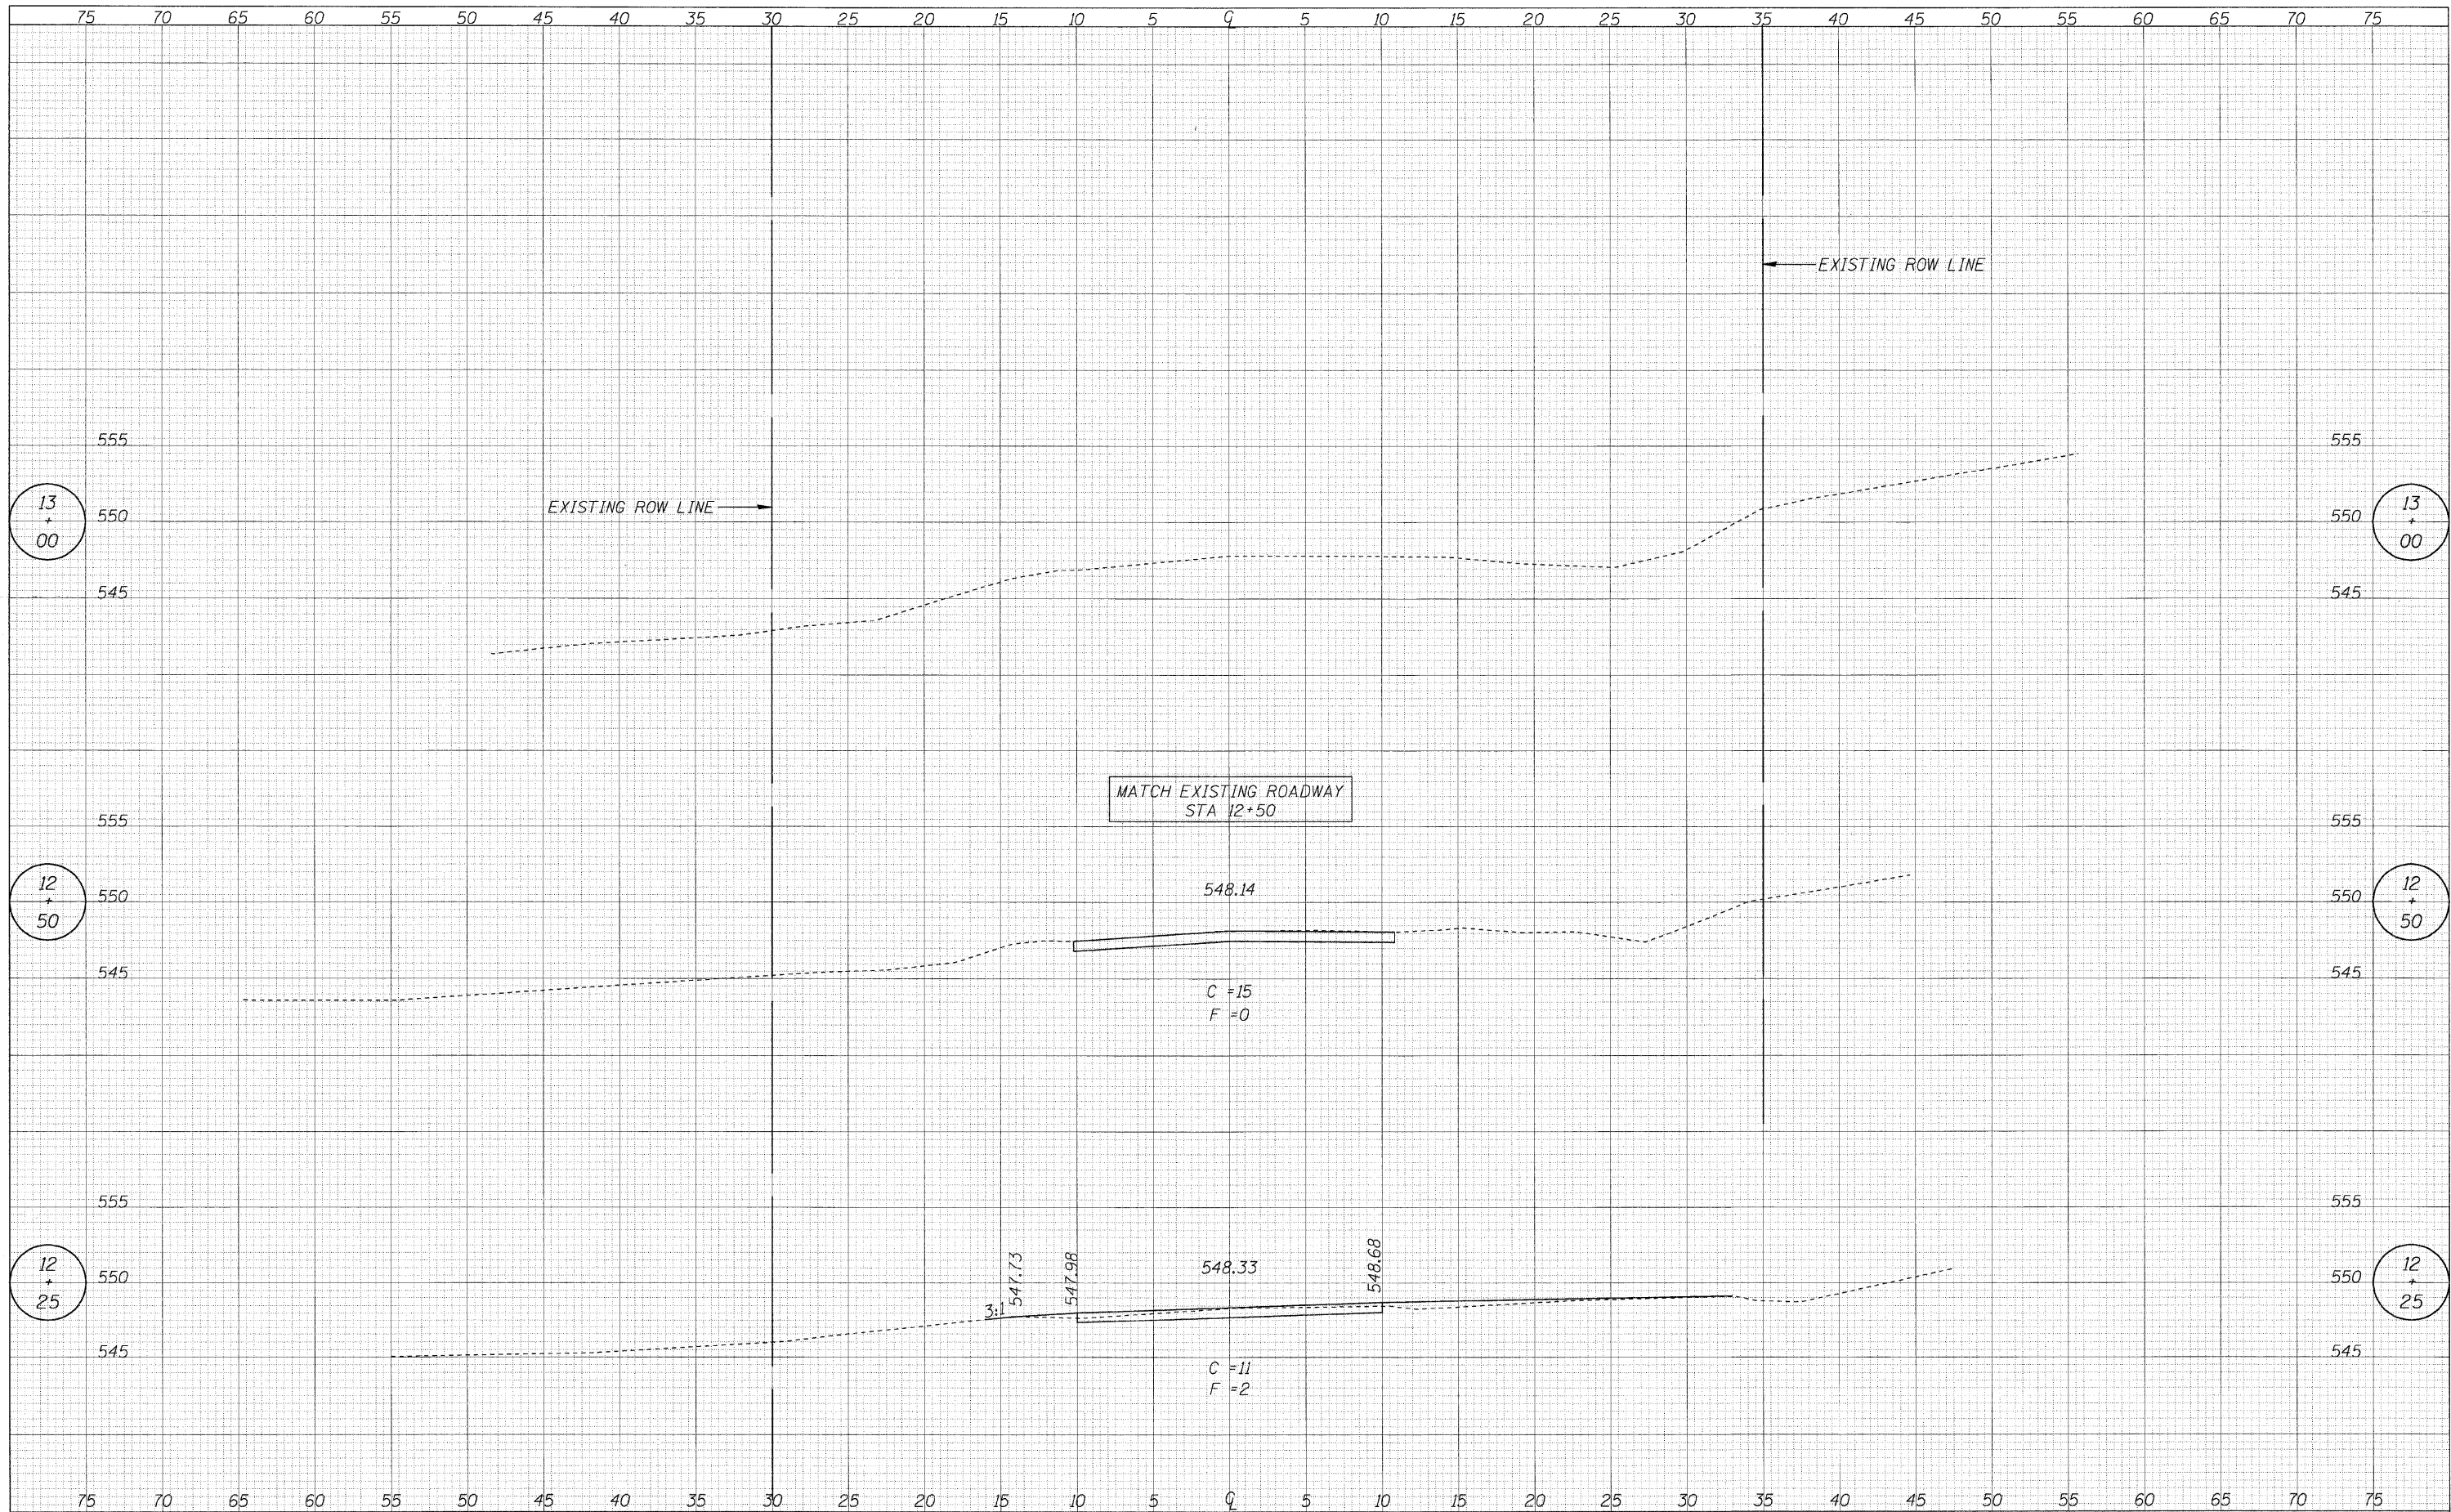 75 70 65 60 55 50 45 40 35 30 25 20 15 10 5 ℄ 5 10 15 20 25 30 35 40 45 50 55 60 65 70 75
EXISTING ROW LINE
555 555
13 + 00 550 EXISTING ROW LINE 550 13 + 00
545 545
MATCH EXISTING ROADWAY
STA 12+50
555 555
12 + 50 550 548.14 550 12 + 50
545 545
C =15
F =0
555 555
547.73 547.98 548.33 548.68
12 + 25 550 550 12 + 25
3:1
545 545
C =11
F =2
75 70 65 60 55 50 45 40 35 30 25 20 15 10 5 ℄ 5 10 15 20 25 30 35 40 45 50 55 60 65 70 75